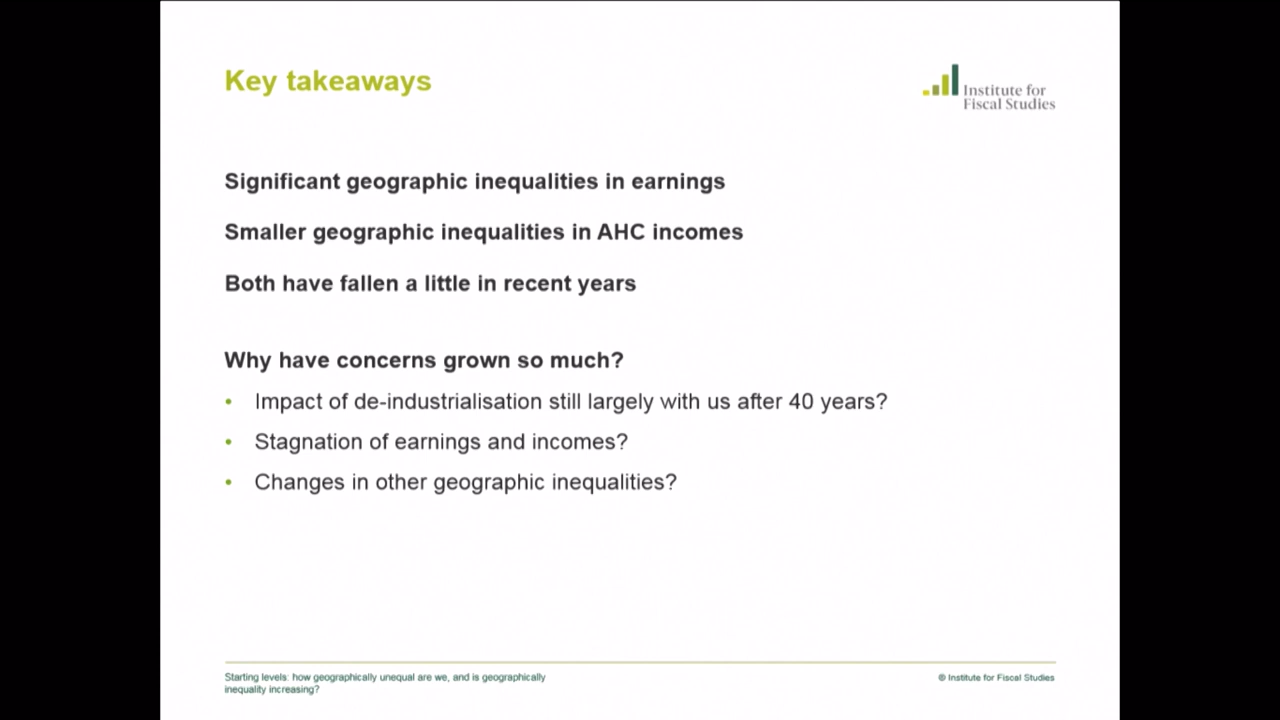 Key takeaways
Institute for
Fiscal Studies
Significant geographic inequalities in earnings
Smaller geographic inequalities in AHC incomes
Both have fallen a little in recent years
Why have concerns grown so much?
• Impact of de-industrialisation still largely with us after 40 years?
• Stagnation of earnings and incomes?
• Changes in other geographic inequalities?
Starting levels: how geographically unequal are we, and is geographically
inequality increasing?
© Institute for Fiscal Studies